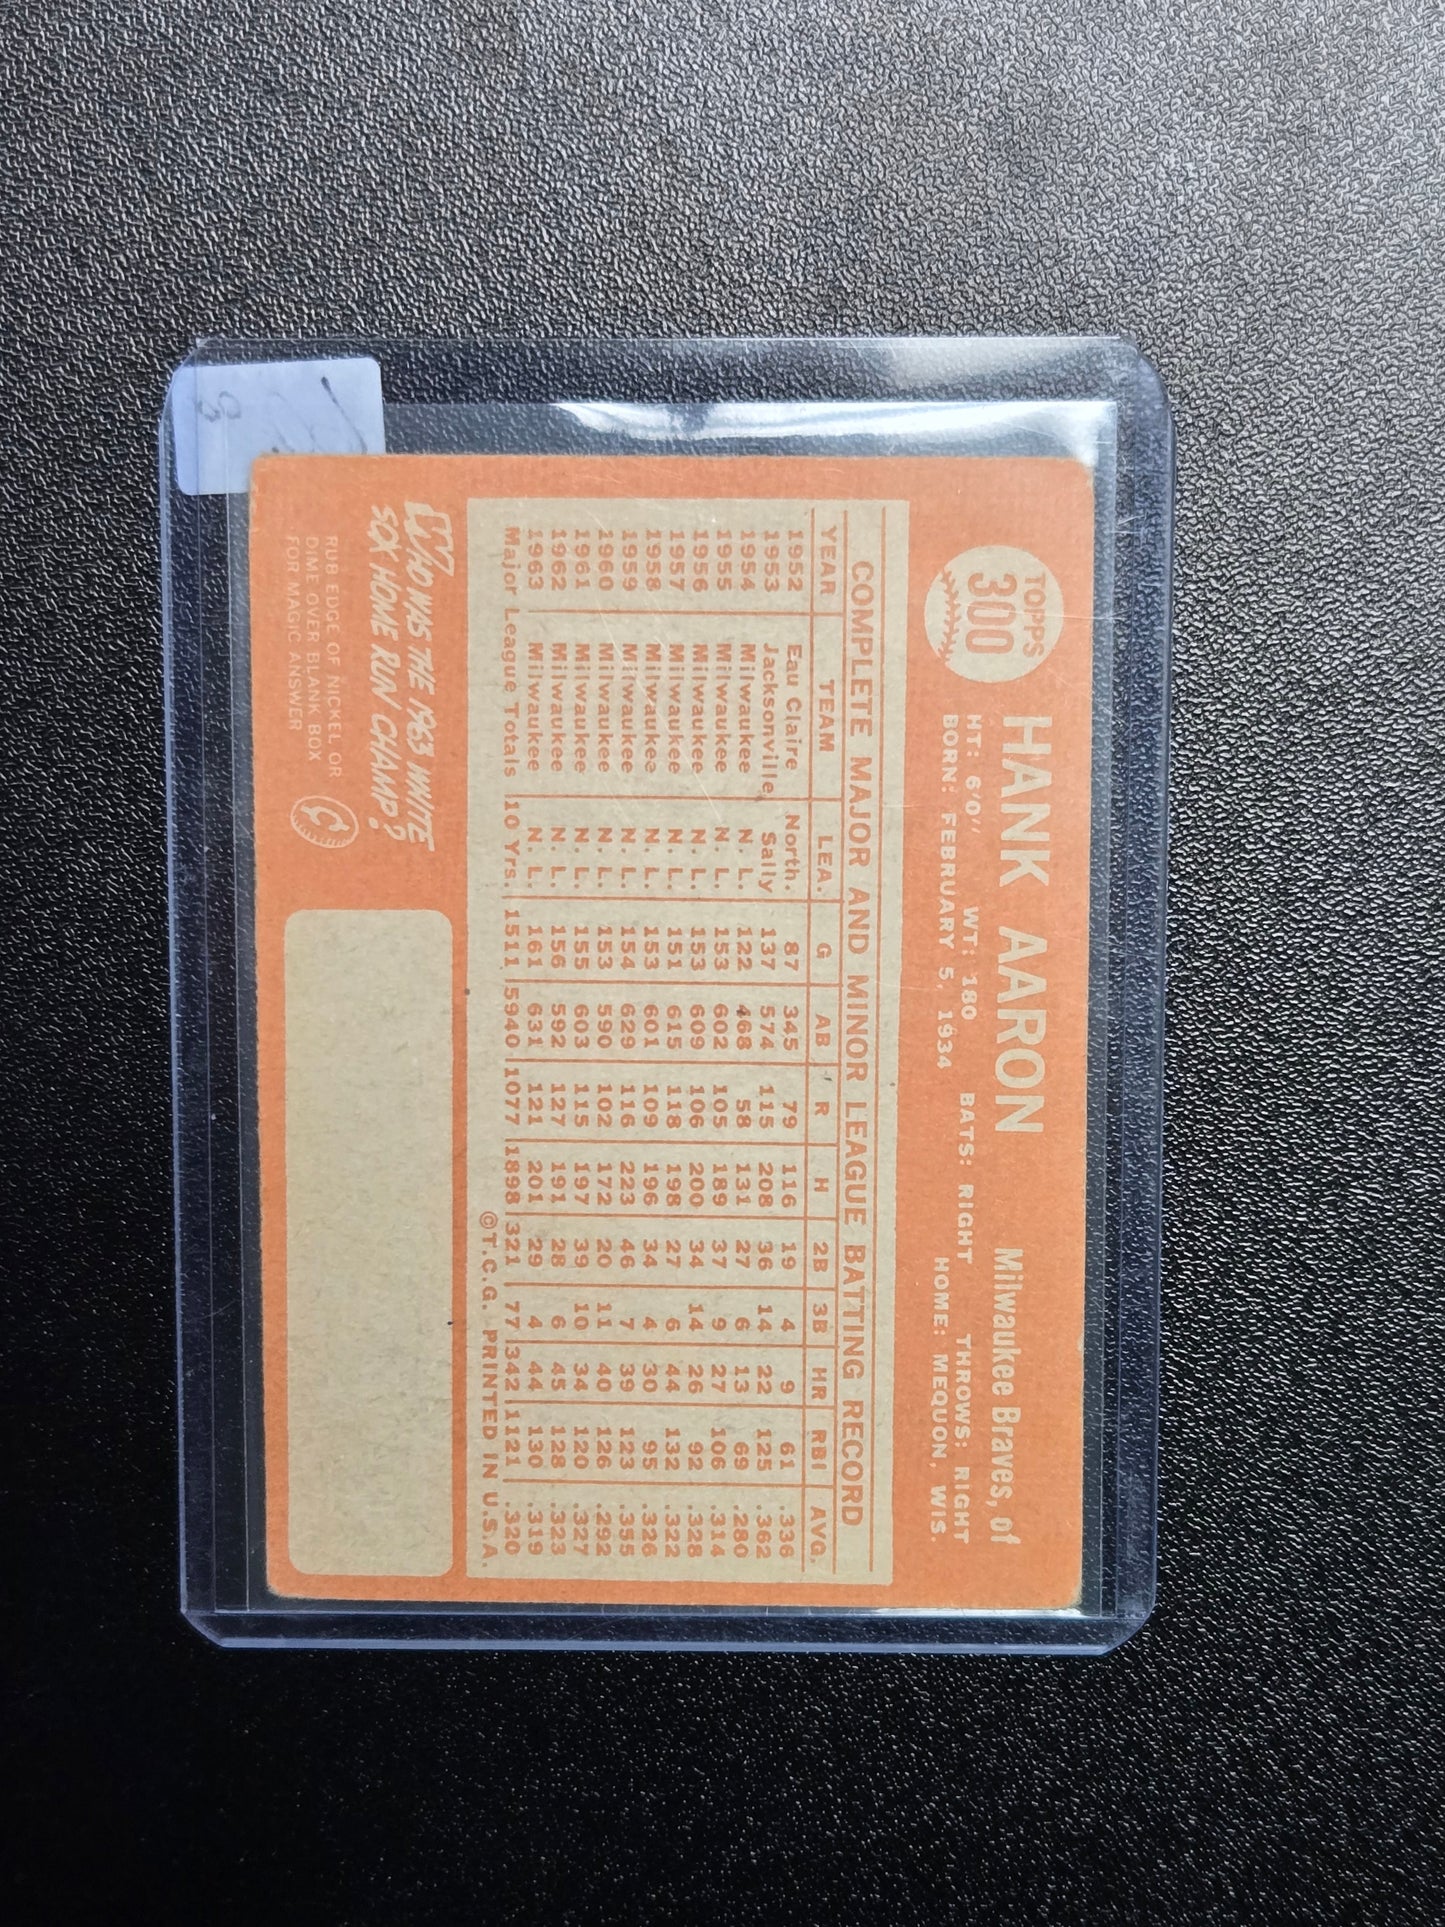 TOPPS
300
HANK AARON Milwaukee Braves, of
HT: 6'0" WT: 180 BATS: RIGHT THROWS: RIGHT
BORN: FEBRUARY 5, 1934 HOME: MEQUON, WIS.
COMPLETE MAJOR AND MINOR LEAGUE BATTING RECORD
YEAR TEAM LEA. G AB R H 2B 3B HR RBI AVG.
1952 Eau Claire North. 87 345 79 116 19 4 9 61 .336
1953 Jacksonville Sally 137 574 115 208 36 14 22 125 .362
1954 Milwaukee N. L. 122 468 58 131 27 6 13 69 .280
1955 Milwaukee N. L. 153 602 105 189 37 9 27 106 .314
1956 Milwaukee N. L. 153 609 106 200 34 14 26 92 .328
1957 Milwaukee N. L. 151 615 118 198 27 6 44 132 .322
1958 Milwaukee N. L. 153 601 109 196 34 4 30 95 .326
1959 Milwaukee N. L. 154 629 116 223 46 7 39 123 .355
1960 Milwaukee N. L. 153 590 102 172 20 11 40 126 .292
1961 Milwaukee N. L. 155 603 115 197 39 10 34 120 .327
1962 Milwaukee N. L. 156 592 127 191 28 6 45 128 .323
1963 Milwaukee N. L. 161 631 121 201 29 4 44 130 .319
Major League Totals 10 Yrs. 1511 5940 1077 1898 321 77 342 1121 .320
©T.C.G. PRINTED IN U.S.A.
WHO WAS THE 1963 WHITE
SOX HOME RUN CHAMP?
RUB EDGE OF NICKEL OR
DIME OVER BLANK BOX
FOR MAGIC ANSWER